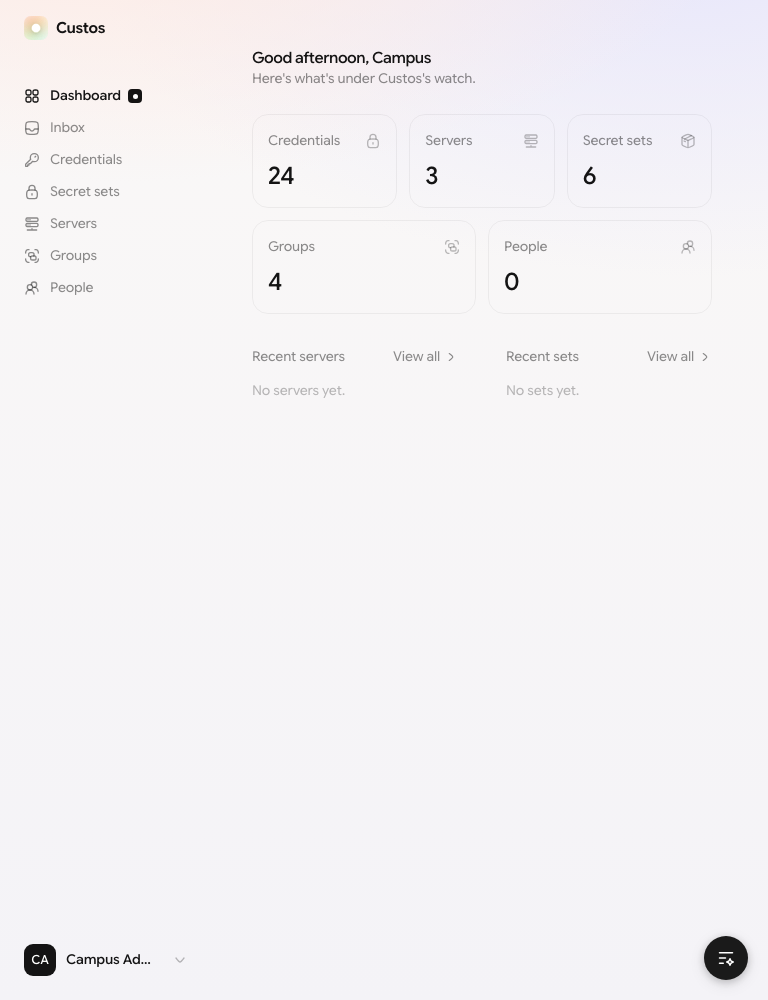 Custos
Good afternoon, Campus
Here's what's under Custos's watch.
Dashboard
Inbox
Credentials
Secret sets
Servers
Groups
People
Credentials
24
Servers
3
Secret sets
6
Groups
4
People
0
Recent servers
View all
No servers yet.
Recent sets
View all
No sets yet.
CA
Campus Ad...